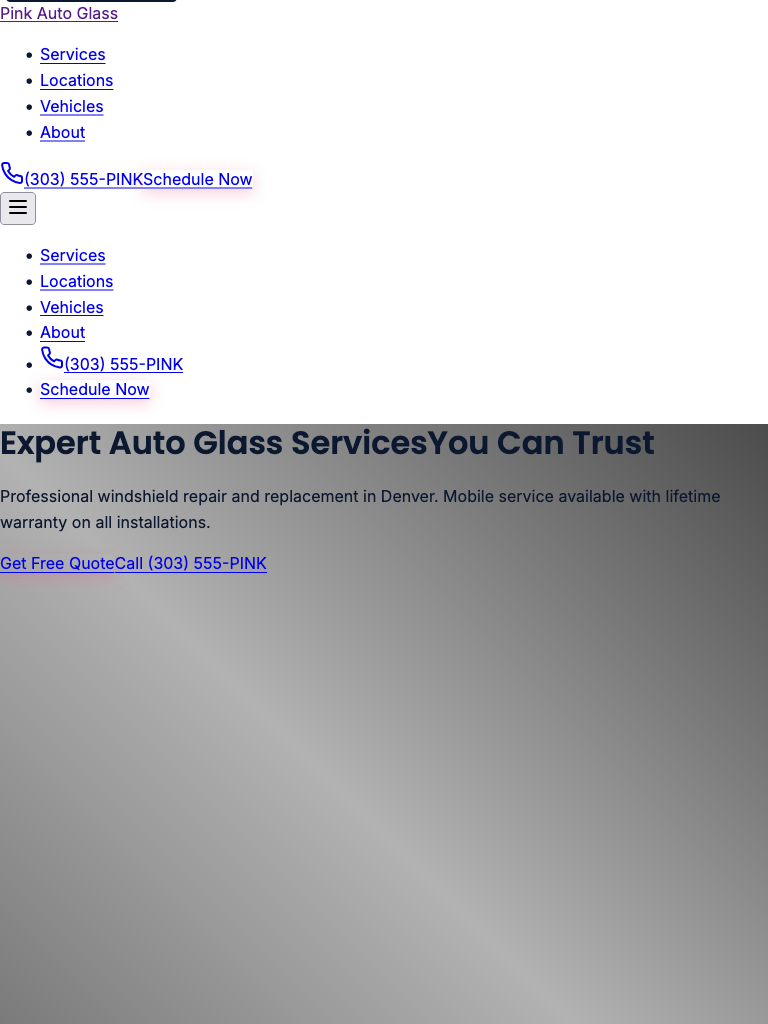 Pink Auto Glass
Services
Locations
Vehicles
About
(303) 555-PINKSchedule Now
Services
Locations
Vehicles
About
(303) 555-PINK
Schedule Now
Expert Auto Glass ServicesYou Can Trust
Professional windshield repair and replacement in Denver. Mobile service available with lifetime
warranty on all installations.
Get Free QuoteCall (303) 555-PINK